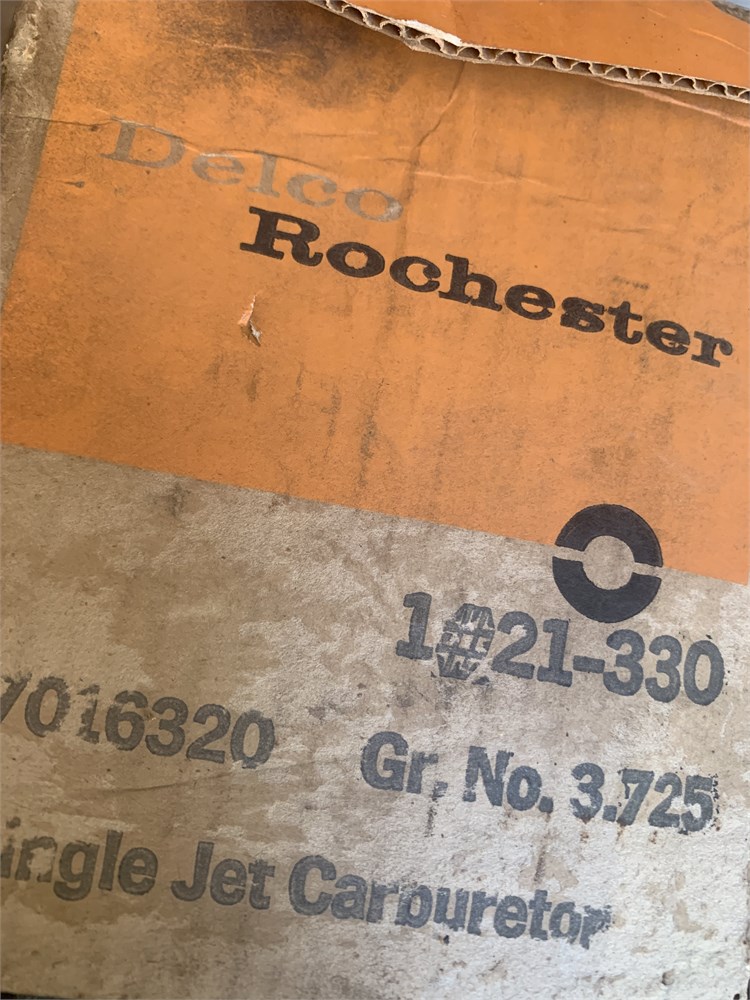 Delco
Rochester
1#21-330
7016320 Gr. No. 3.725
ingle Jet Carburetor